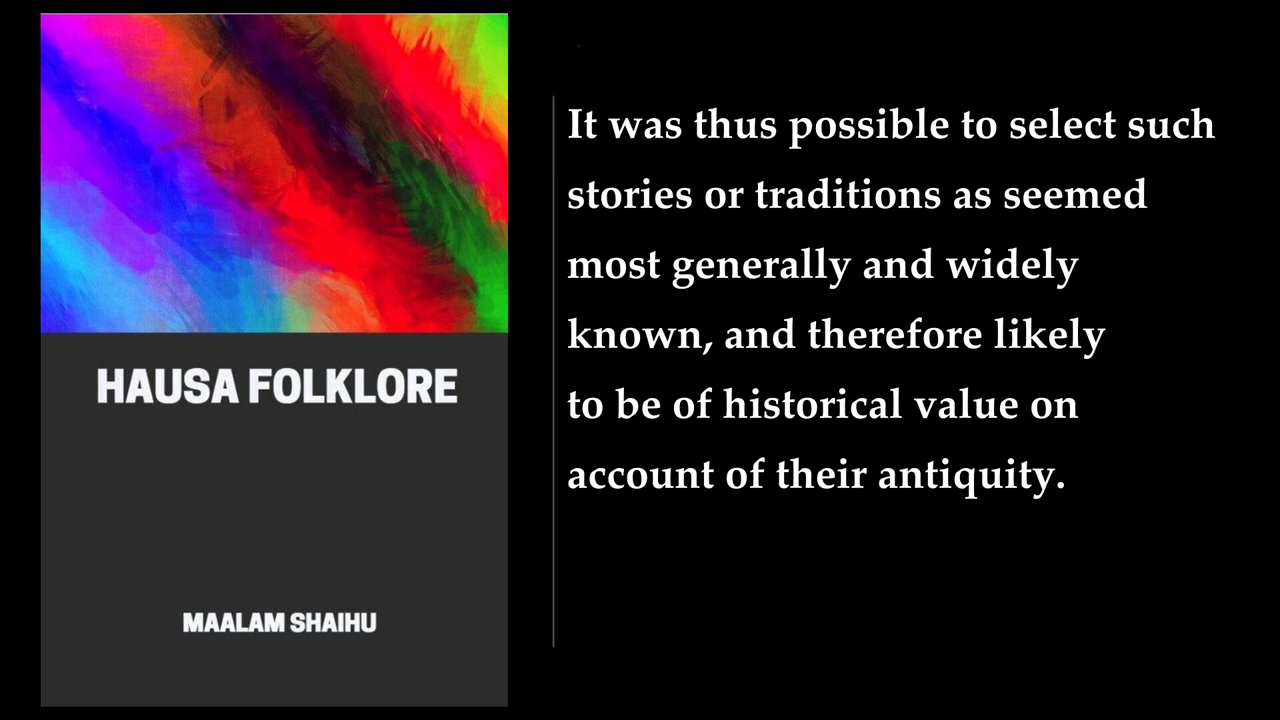 HAUSA FOLKLORE
MAALAM SHAIHU
It was thus possible to select such
stories or traditions as seemed
most generally and widely
known, and therefore likely
to be of historical value on
account of their antiquity.